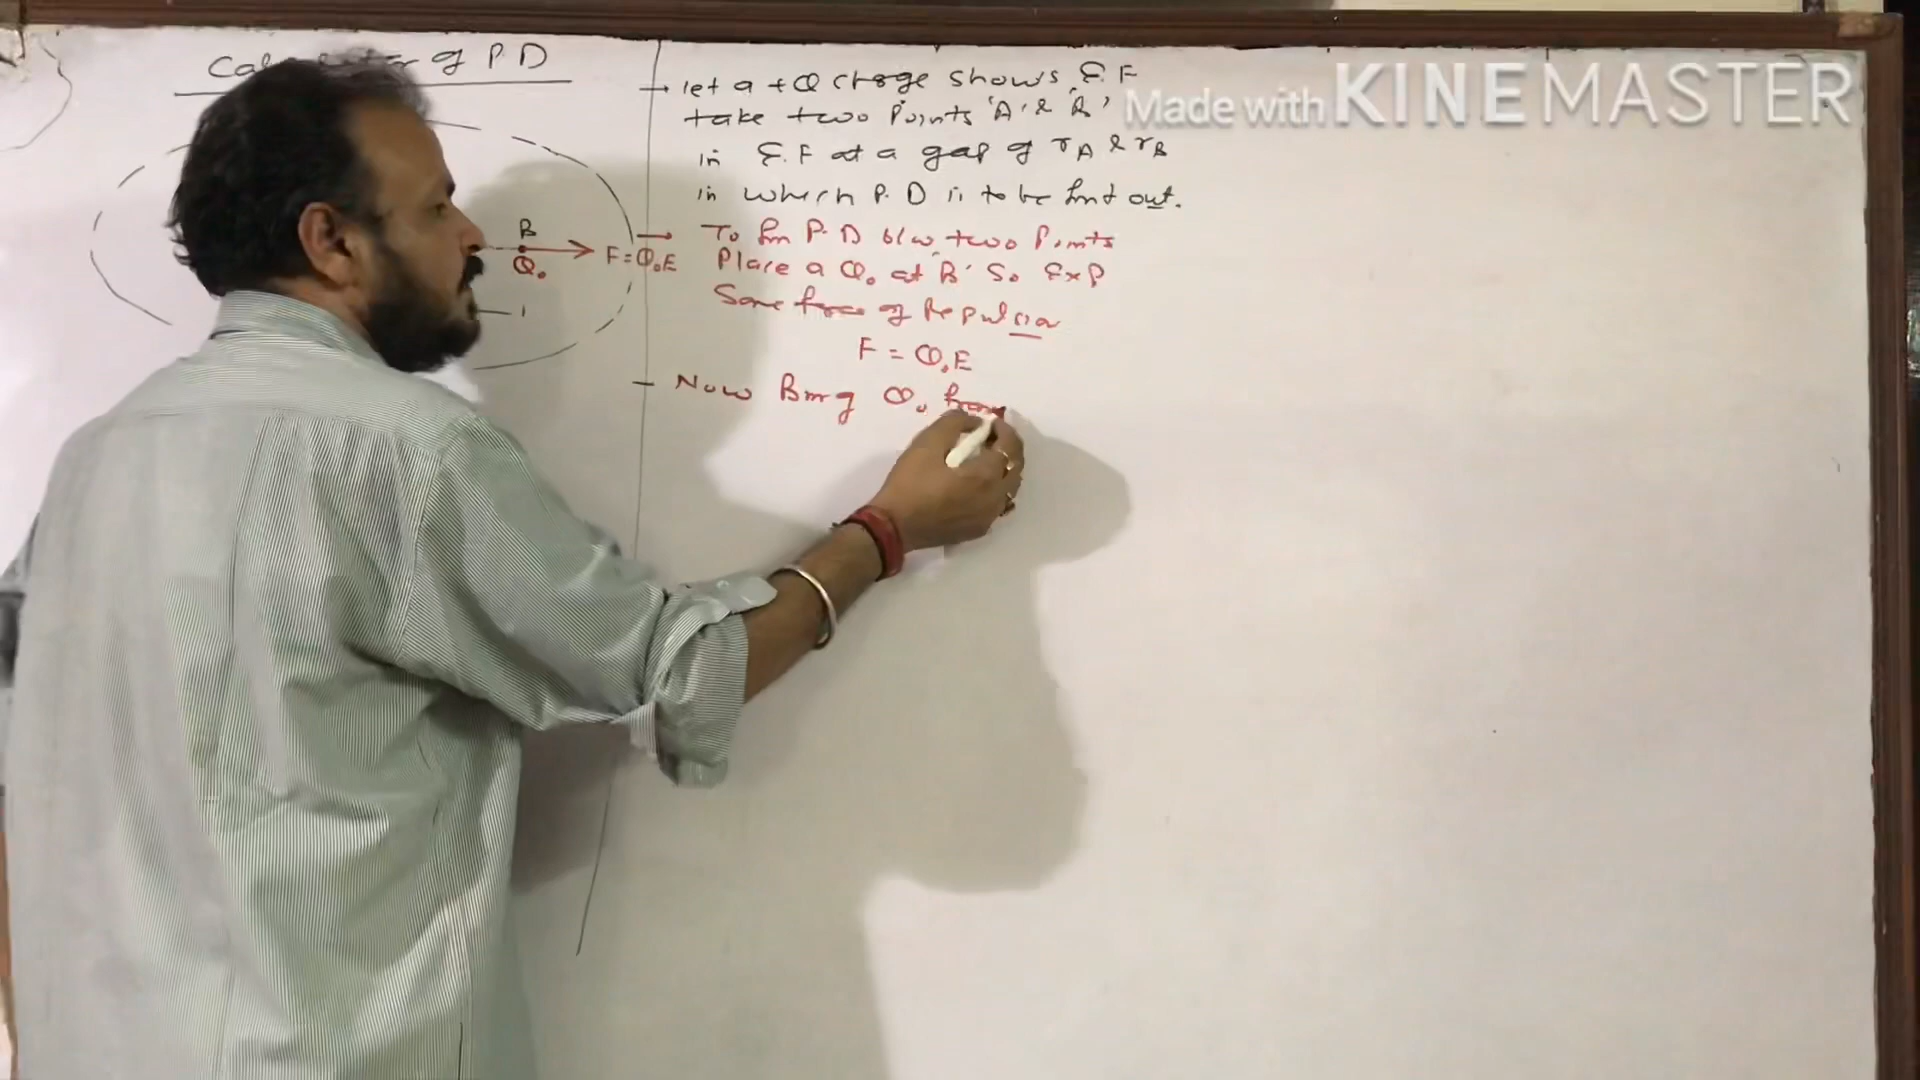 Calculation of P D
→ let a +Q charge shows E.F
take two Points 'A' & 'B'
in E.F at a gap of rA & rB
in which P.D is to be find out.
To find P.D b/w two Points
Place a Q₀ at 'B' So Exp
Some force of Repulsion
F = Q₀E
- Now Bring Q₀ from
B
Q₀
F = Q₀E
Made with KINEMASTER